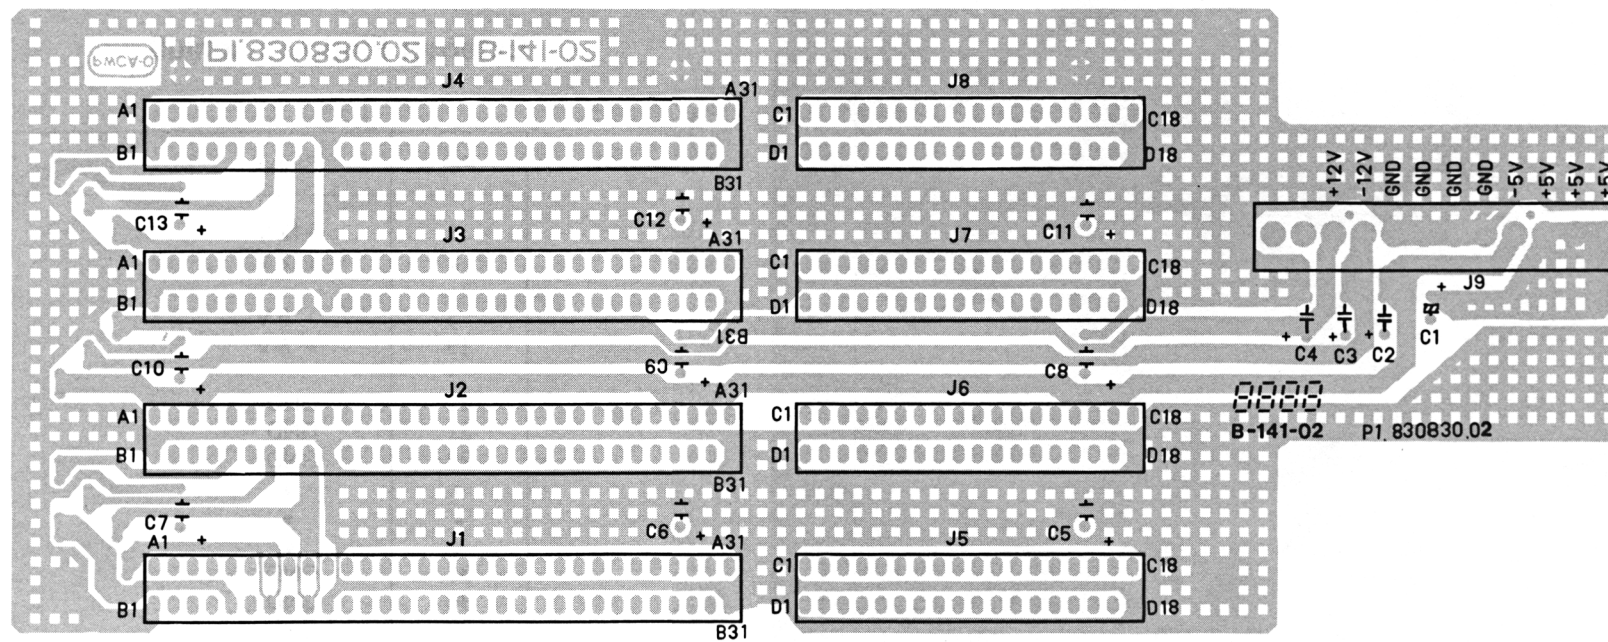 PWCA-0 P1.830830.02 B-141-02
J4 J8
A1 A31 C1 C18
B1 B31 D1 D18
+12V -12V GND GND GND GND -5V +5V +5V +5V
C13 + C12 + C11 +
J3 J7 J9
A1 A31 C1 C18
B1 B31 D1 D18
+ C4 + C3 + C2 + C1
C10 + C9 + C8 +
J2 J6
A1 A31 C1 C18
B1 B31 D1 D18
8888
B-141-02 P1.830830.02
C7 + C6 + C5 +
J1 J5
A1 A31 C1 C18
B1 B31 D1 D18